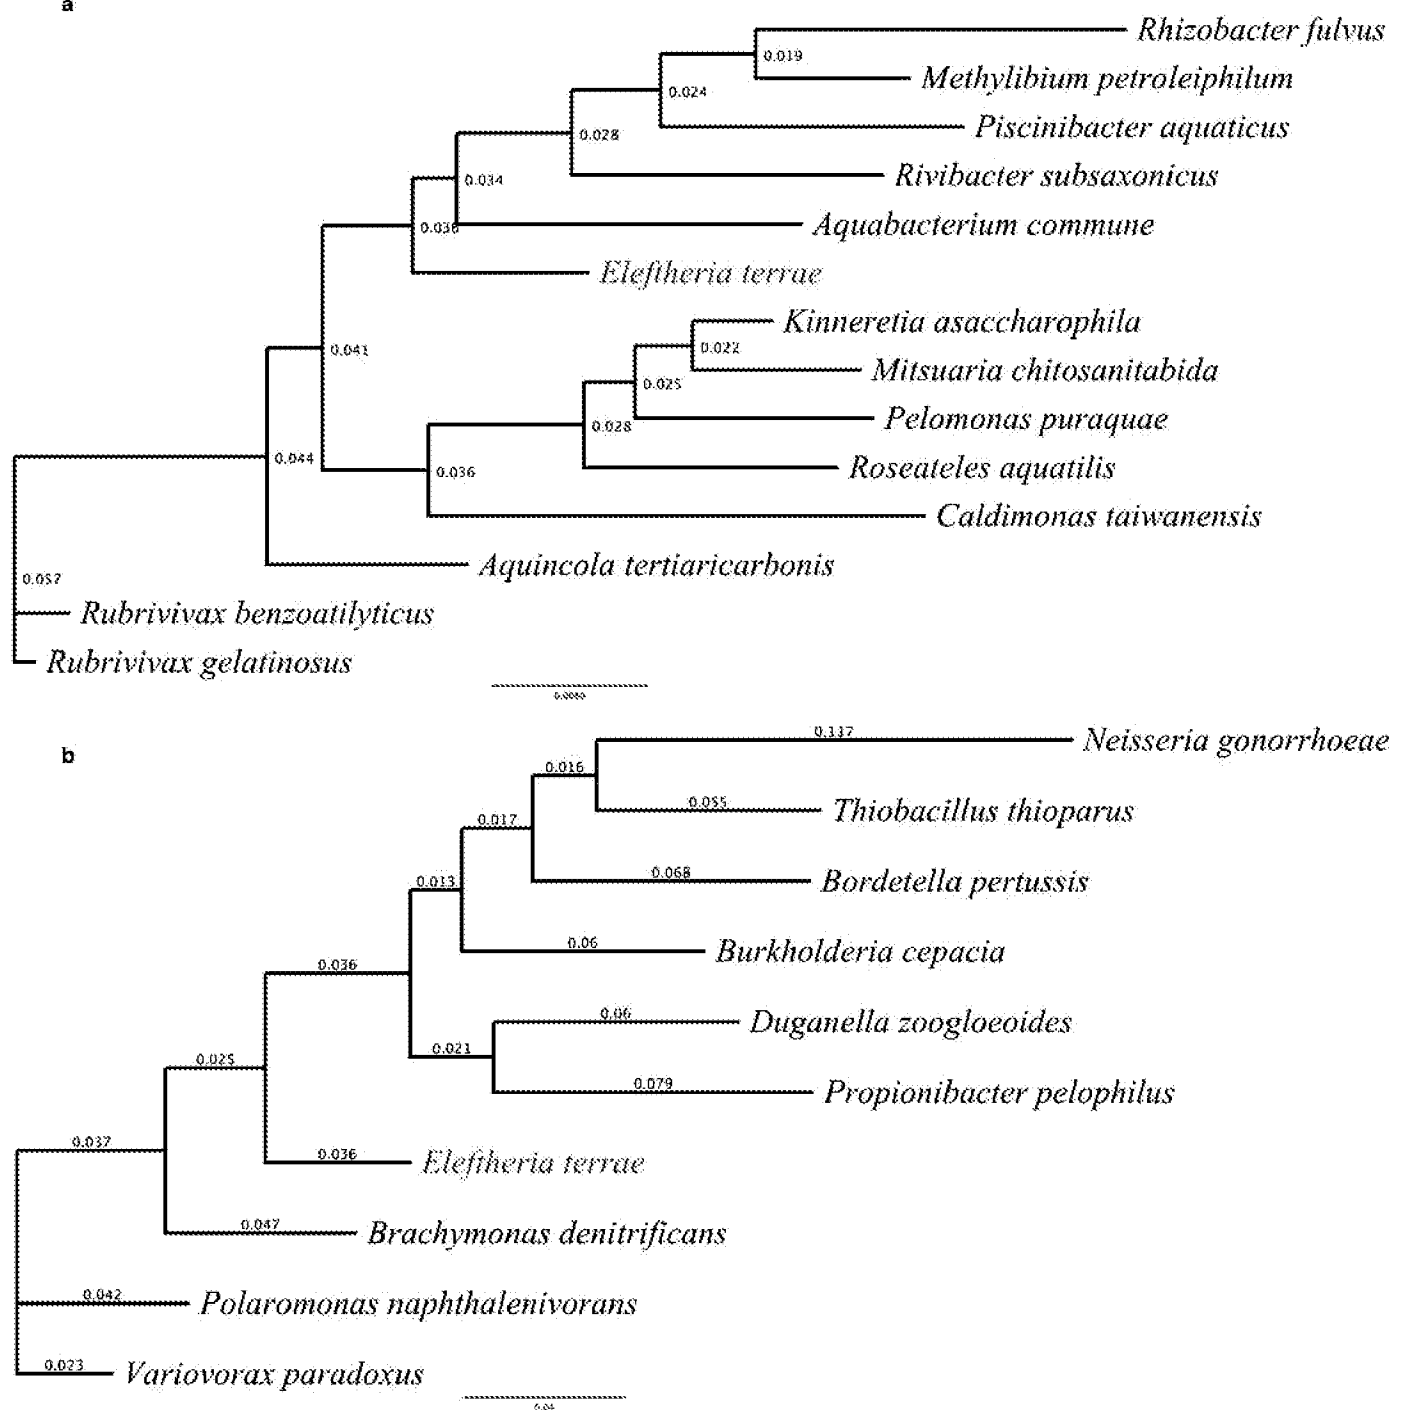 a
Rhizobacter fulvus
0.019
Methylibium petroleiphilum
0.024
Piscinibacter aquaticus
0.028
Rivibacter subsaxonicus
0.034
Aquabacterium commune
0.036
Eleftheria terrae
Kinneretia asaccharophila
0.022
0.041
Mitsuaria chitosanitabida
0.025
Pelomonas puraquae
0.028
0.044
Roseateles aquatilis
0.036
Caldimonas taiwanensis
Aquincola tertiaricarbonis
0.057
Rubrivivax benzoatilyticus
Rubrivivax gelatinosus
0.0050
b
0.137
Neisseria gonorrhoeae
0.016
0.055
Thiobacillus thioparus
0.017
0.068
Bordetella pertussis
0.013
0.06
Burkholderia cepacia
0.036
0.06
Duganella zoogloeoides
0.021
0.025
0.079
Propionibacter pelophilus
0.037
0.036
Eleftheria terrae
0.047
Brachymonas denitrificans
0.042
Polaromonas naphthalenivorans
0.023
Variovorax paradoxus